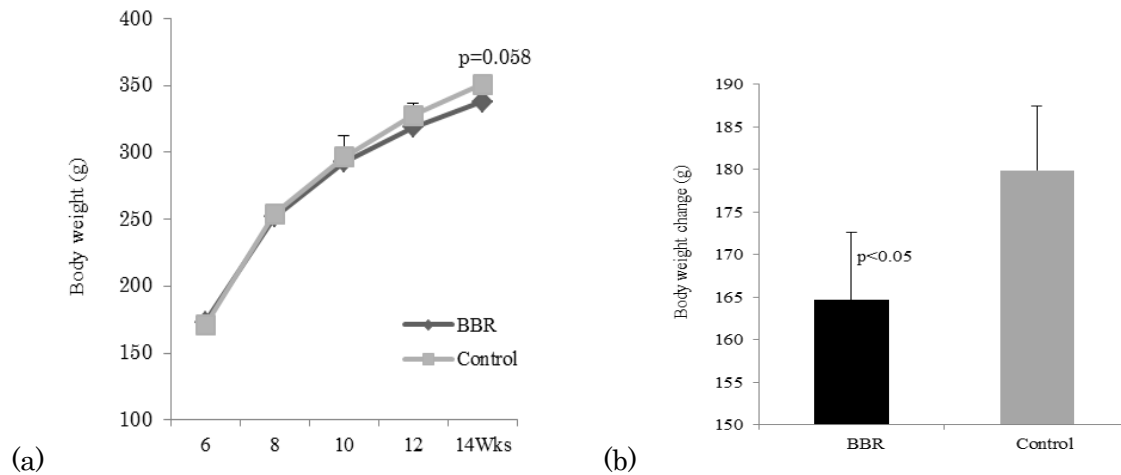 400
350
300
250
200
150
100
Body weight (g)
p=0.058
BBR
Control
6 8 10 12 14Wks
(a)
190
185
180
175
170
165
160
155
150
Body weight change (g)
p<0.05
BBR Control
(b)